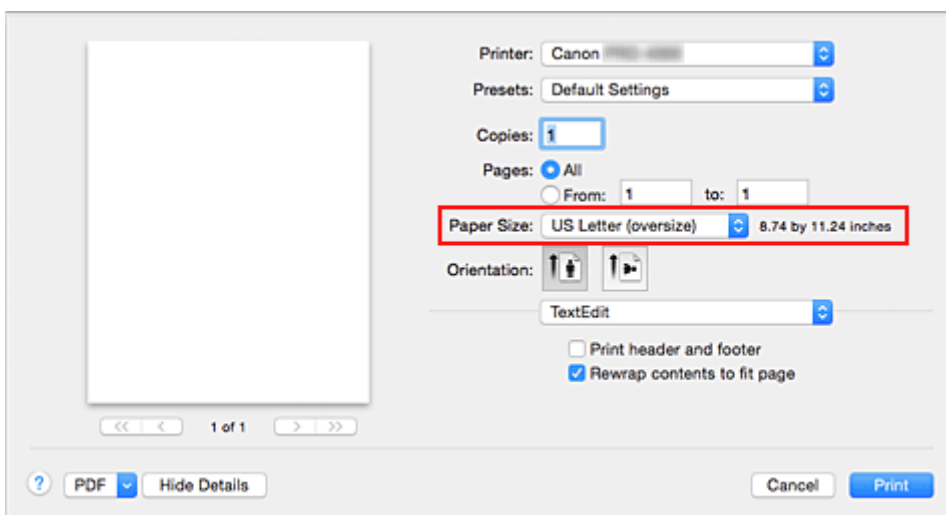 Printer: Canon
Presets: Default Settings
Copies: 1
Pages: All
From: 1 to: 1
Paper Size: US Letter (oversize) 8.74 by 11.24 inches
Orientation:
TextEdit
Print header and footer
Rewrap contents to fit page
<< < 1 of 1 > >>
? PDF Hide Details Cancel Print